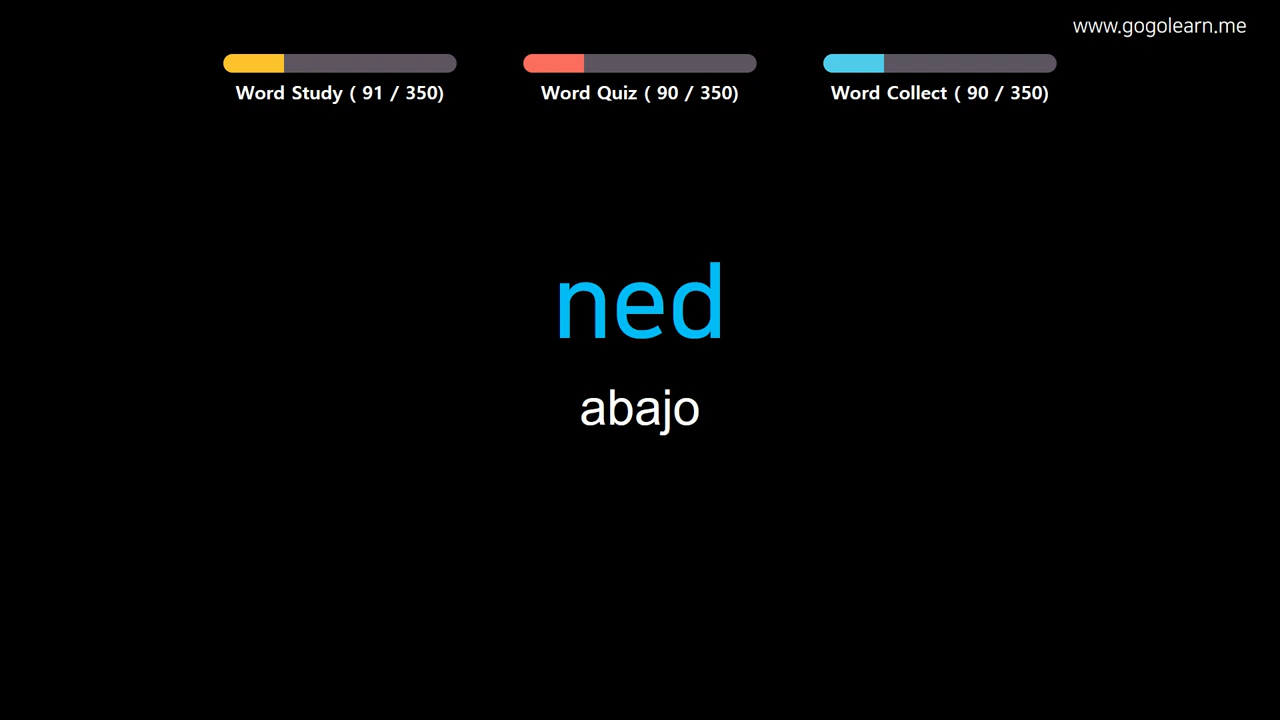 www.gogolearn.me
Word Study ( 91 / 350)
Word Quiz ( 90 / 350)
Word Collect ( 90 / 350)
ned
abajo